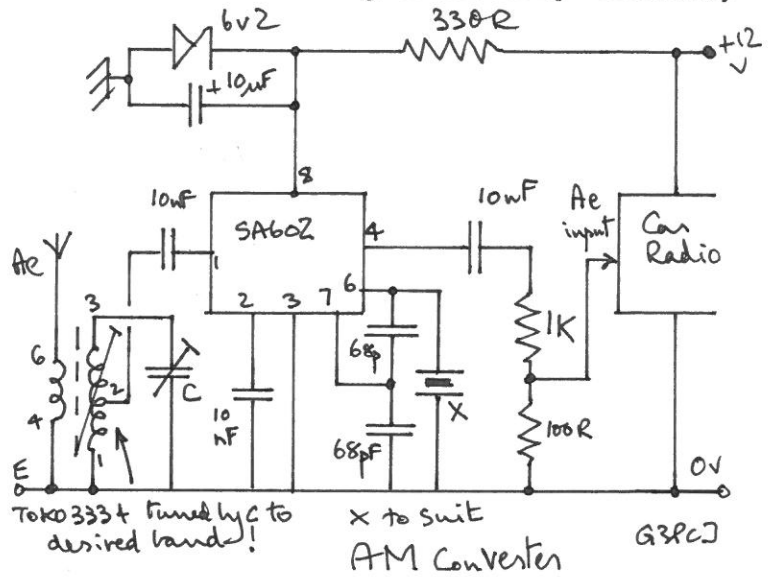 6v2
330R
+12
V
+10µF
8
10nF
SA602
4
10nF
Ae
input
Car
Radio
Ae
1
6
3
2
3
7
1K
6
2
C
68p
X
4
10
nF
68pF
100R
1
E
0V
TOKO 3334 tuned by C to
desired band!
X to suit
AM Converter
G3PCJ